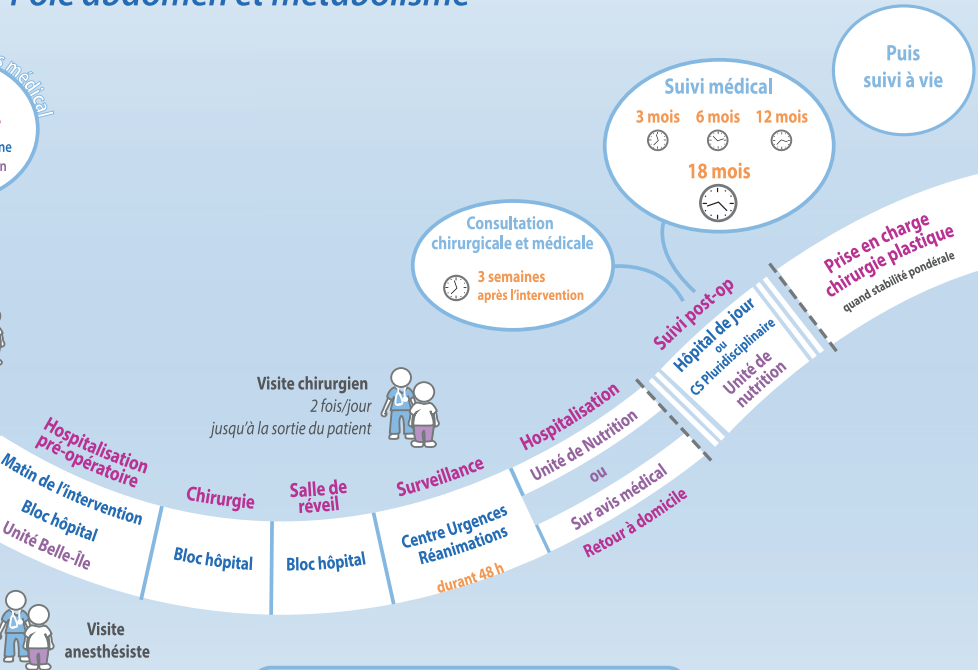 Pôle abdomen et métabolisme
médical
Puis
suivi à vie
Suivi médical
3 mois 6 mois 12 mois
18 mois
Consultation
chirurgicale et médicale
3 semaines
après l'intervention
Prise en charge
chirurgie plastique
quand stabilité pondérale
Suivi post-op
Hôpital de jour
ou
CS Pluridisciplinaire
Unité de
nutrition
Visite chirurgien
2 fois/jour
jusqu'à la sortie du patient
Hospitalisation
pré-opératoire
Matin de l'intervention
Bloc hôpital
Unité Belle-Île
Chirurgie
Bloc hôpital
Salle de
réveil
Bloc hôpital
Surveillance
Centre Urgences
Réanimations
durant 48 h
Hospitalisation
Unité de Nutrition
ou
Sur avis médical
Retour à domicile
Visite
anesthésiste